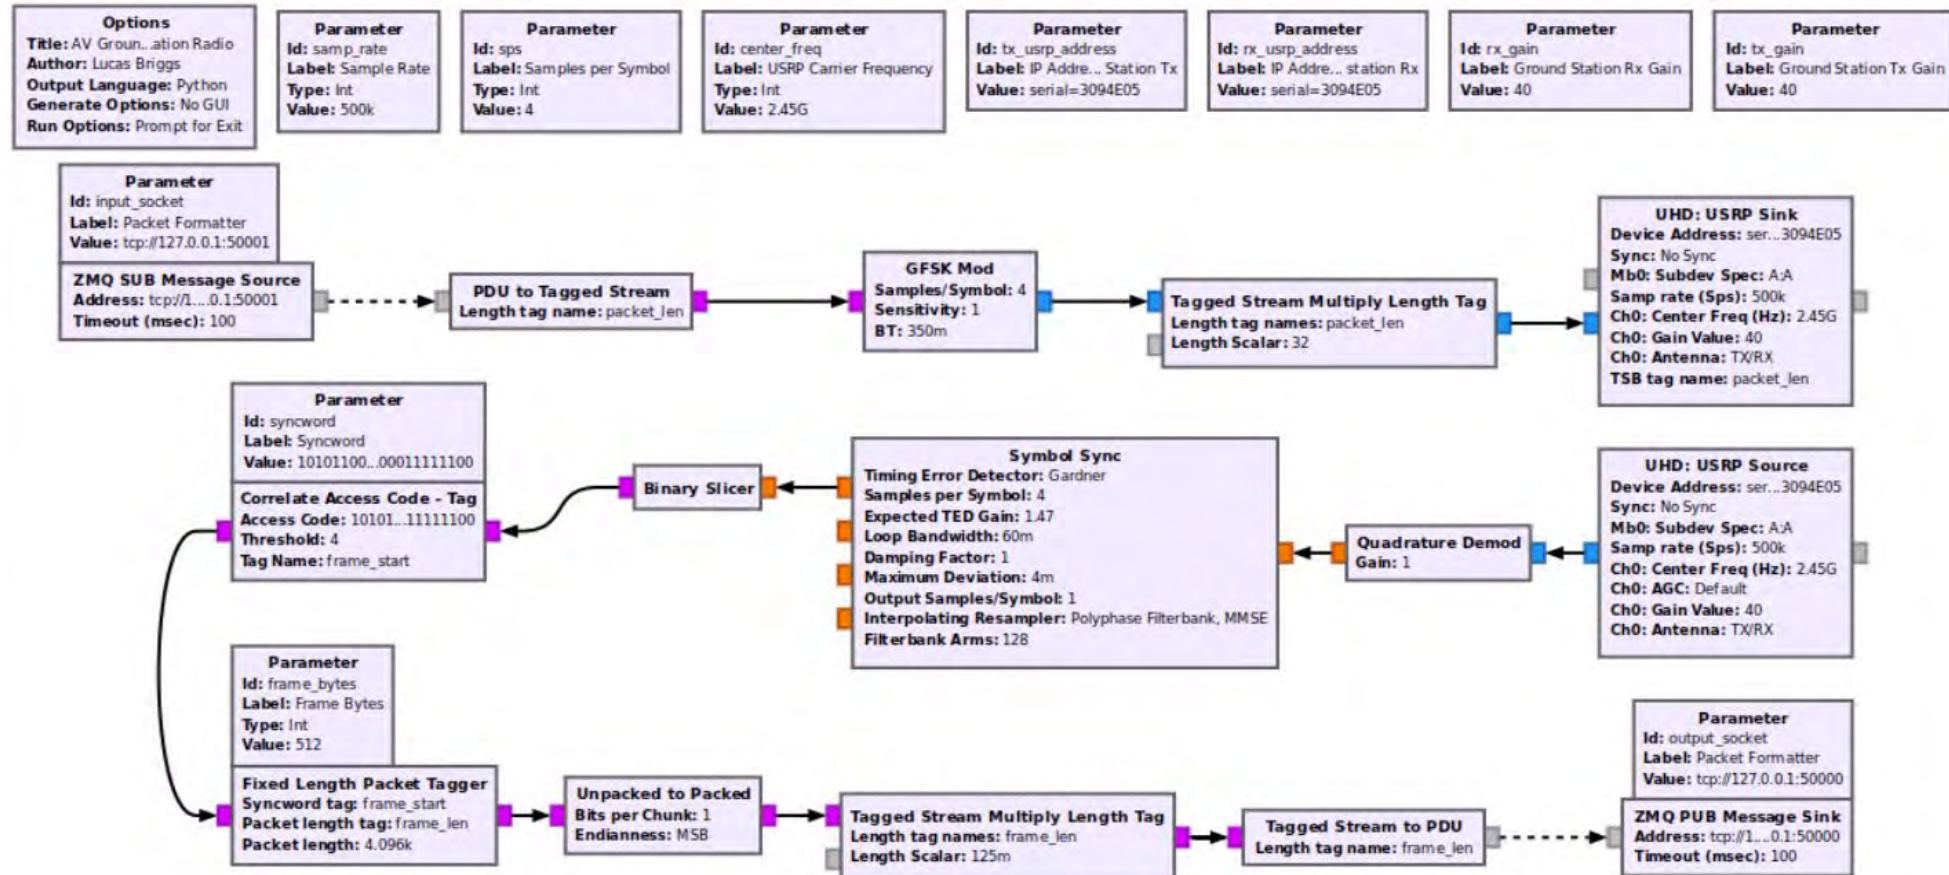 Options
Title: AV Groun...ation Radio
Author: Lucas Briggs
Output Language: Python
Generate Options: No GUI
Run Options: Prompt for Exit
Parameter
Id: samp_rate
Label: Sample Rate
Type: Int
Value: 500k
Parameter
Id: sps
Label: Samples per Symbol
Type: Int
Value: 4
Parameter
Id: center_freq
Label: USRP Carrier Frequency
Type: Int
Value: 2.45G
Parameter
Id: tx_usrp_address
Label: IP Addre... Station Tx
Value: serial=3094E05
Parameter
Id: rx_usrp_address
Label: IP Addre... station Rx
Value: serial=3094E05
Parameter
Id: rx_gain
Label: Ground Station Rx Gain
Value: 40
Parameter
Id: tx_gain
Label: Ground Station Tx Gain
Value: 40
Parameter
Id: input_socket
Label: Packet Formatter
Value: tcp://127.0.0.1:50001
ZMQ SUB Message Source
Address: tcp://1....0.1:50001
Timeout (msec): 100
PDU to Tagged Stream
Length tag name: packet_len
GFSK Mod
Samples/Symbol: 4
Sensitivity: 1
BT: 350m
Tagged Stream Multiply Length Tag
Length tag names: packet_len
Length Scalar: 32
UHD: USRP Sink
Device Address: ser...3094E05
Sync: No Sync
Mb0: Subdev Spec: A:A
Samp rate (Sps): 500k
Ch0: Center Freq (Hz): 2.45G
Ch0: Gain Value: 40
Ch0: Antenna: TX/RX
TSB tag name: packet_len
Parameter
Id: syncword
Label: Syncword
Value: 10101100...00011111100
Correlate Access Code - Tag
Access Code: 10101...11111100
Threshold: 4
Tag Name: frame_start
Binary Slicer
Symbol Sync
Timing Error Detector: Gardner
Samples per Symbol: 4
Expected TED Gain: 1.47
Loop Bandwidth: 60m
Damping Factor: 1
Maximum Deviation: 4m
Output Samples/Symbol: 1
Interpolating Resampler: Polyphase Filterbank, MMSE
Filterbank Arms: 128
Quadrature Demod
Gain: 1
UHD: USRP Source
Device Address: ser...3094E05
Sync: No Sync
Mb0: Subdev Spec: A:A
Samp rate (Sps): 500k
Ch0: Center Freq (Hz): 2.45G
Ch0: AGC: Default
Ch0: Gain Value: 40
Ch0: Antenna: TX/RX
Parameter
Id: frame_bytes
Label: Frame Bytes
Type: Int
Value: 512
Fixed Length Packet Tagger
Syncword tag: frame_start
Packet length tag: frame_len
Packet length: 4.096k
Unpacked to Packed
Bits per Chunk: 1
Endianness: MSB
Tagged Stream Multiply Length Tag
Length tag names: frame_len
Length Scalar: 125m
Tagged Stream to PDU
Length tag name: frame_len
Parameter
Id: output_socket
Label: Packet Formatter
Value: tcp://127.0.0.1:50000
ZMQ PUB Message Sink
Address: tcp://1....0.1:50000
Timeout (msec): 100